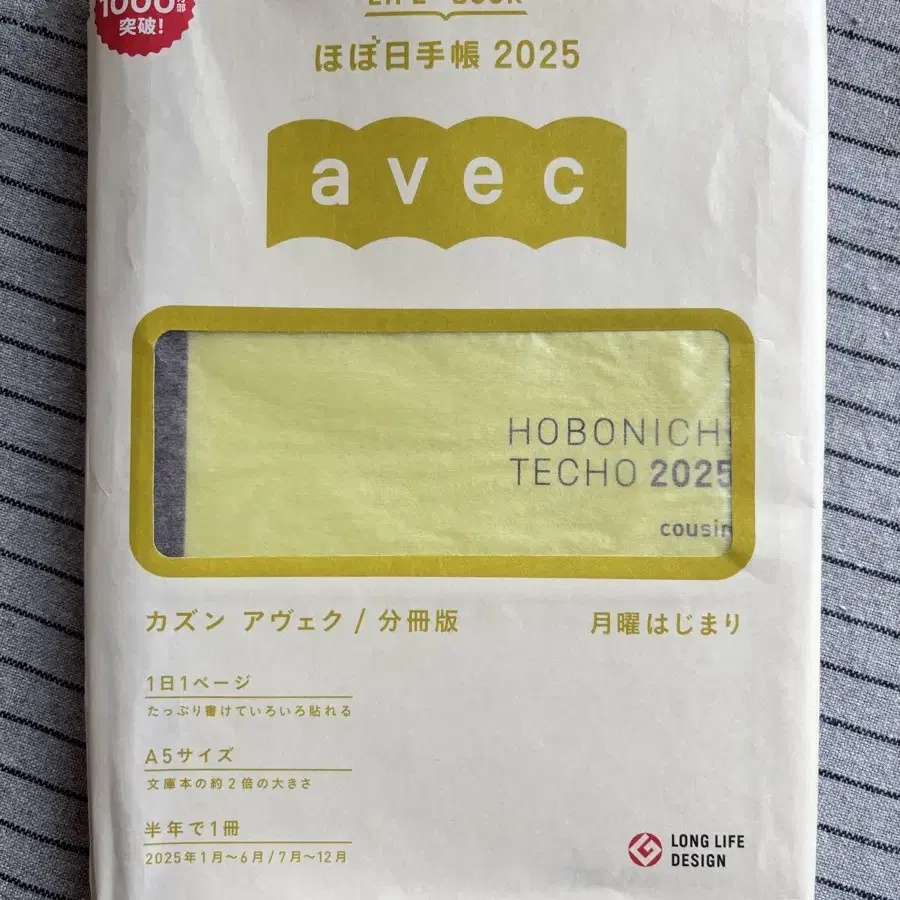 1000
突破!
LIFE BOOK
ほぼ日手帳 2025
avec
HOBONICHI
TECHO 2025
cousin
カズン アヴェク / 分冊版
月曜はじまり
1日1ページ
たっぷり書けていろいろ貼れる
A5サイズ
文庫本の約2倍の大きさ
半年で1冊
2025年1月〜6月/7月〜12月
LONG LIFE
DESIGN